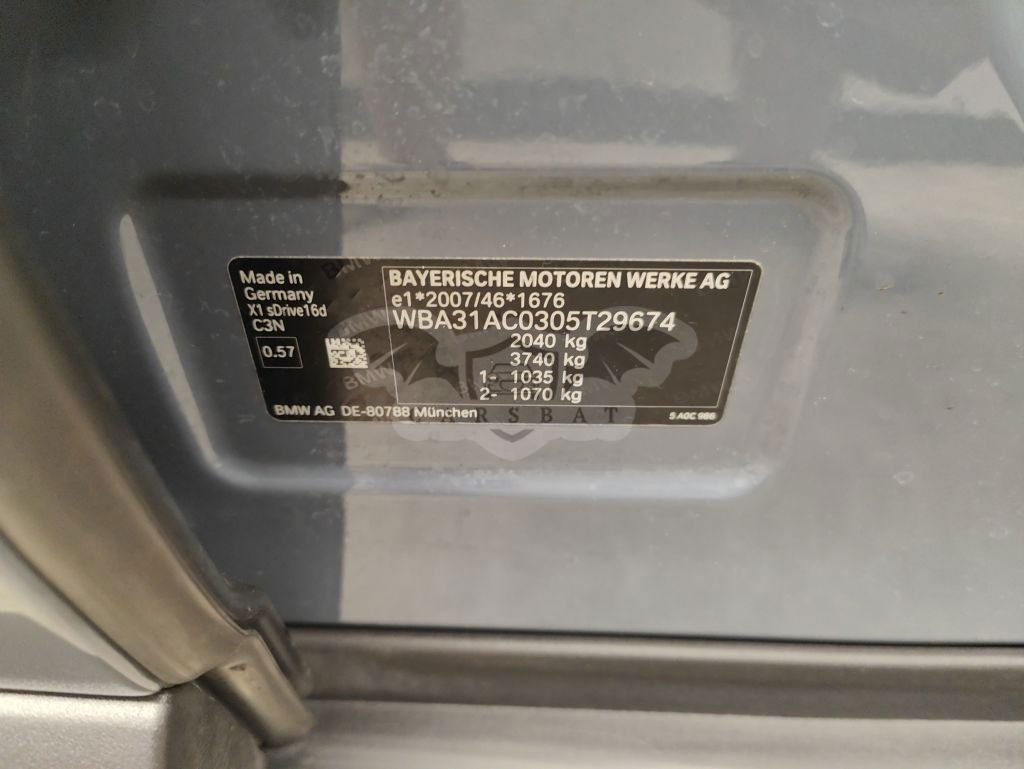 Made in
Germany
X1 sDrive16d
C3N
0.57
BAYERISCHE MOTOREN WERKE AG
e1*2007/46*1676
WBA31AC0305T29674
2040 kg
3740 kg
1- 1035 kg
2- 1070 kg
BMW AG DE-80788 München
5 A0C 986
CARSBAT